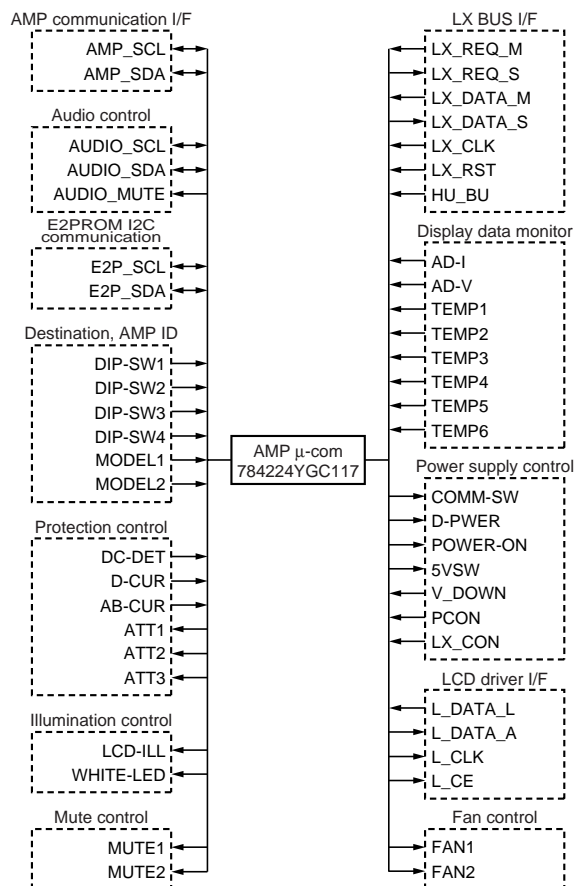 AMP communication I/F
AMP_SCL
AMP_SDA
Audio control
AUDIO_SCL
AUDIO_SDA
AUDIO_MUTE
E2PROM I2C
communication
E2P_SCL
E2P_SDA
Destination, AMP ID
DIP-SW1
DIP-SW2
DIP-SW3
DIP-SW4
MODEL1
MODEL2
Protection control
DC-DET
D-CUR
AB-CUR
ATT1
ATT2
ATT3
Illumination control
LCD-ILL
WHITE-LED
Mute control
MUTE1
MUTE2
AMP μ-com
784224YGC117
LX BUS I/F
LX_REQ_M
LX_REQ_S
LX_DATA_M
LX_DATA_S
LX_CLK
LX_RST
HU_BU
Display data monitor
AD-I
AD-V
TEMP1
TEMP2
TEMP3
TEMP4
TEMP5
TEMP6
Power supply control
COMM-SW
D-PWER
POWER-ON
5VSW
V_DOWN
PCON
LX_CON
LCD driver I/F
L_DATA_L
L_DATA_A
L_CLK
L_CE
Fan control
FAN1
FAN2